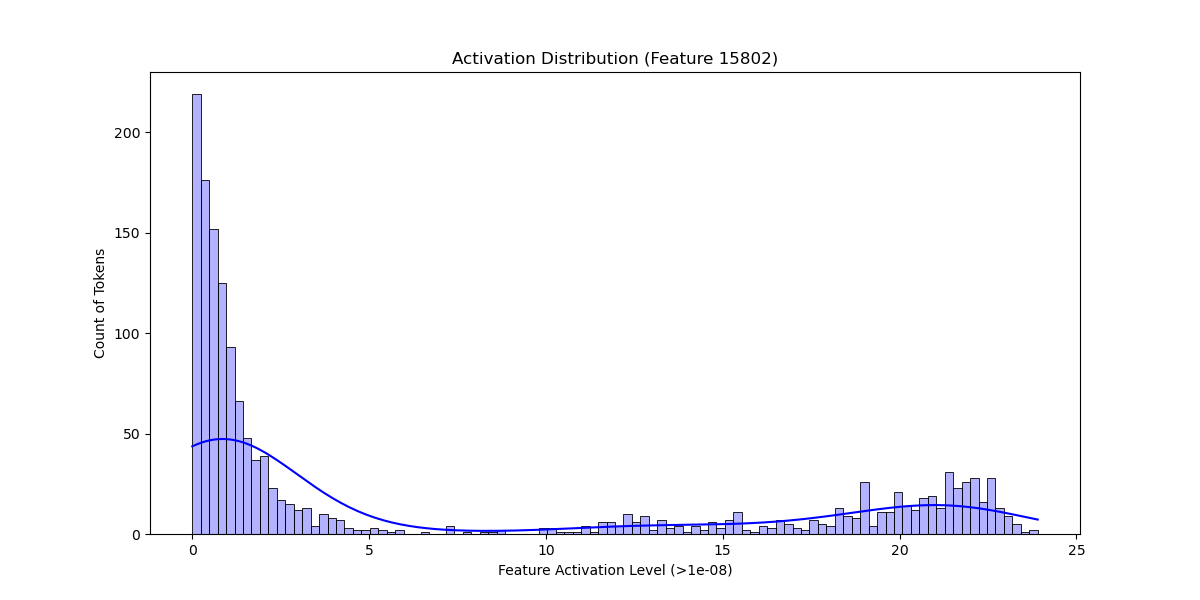 Activation Distribution (Feature 15802)
Count of Tokens
200
150
100
50
0
0 5 10 15 20 25
Feature Activation Level (>1e-08)